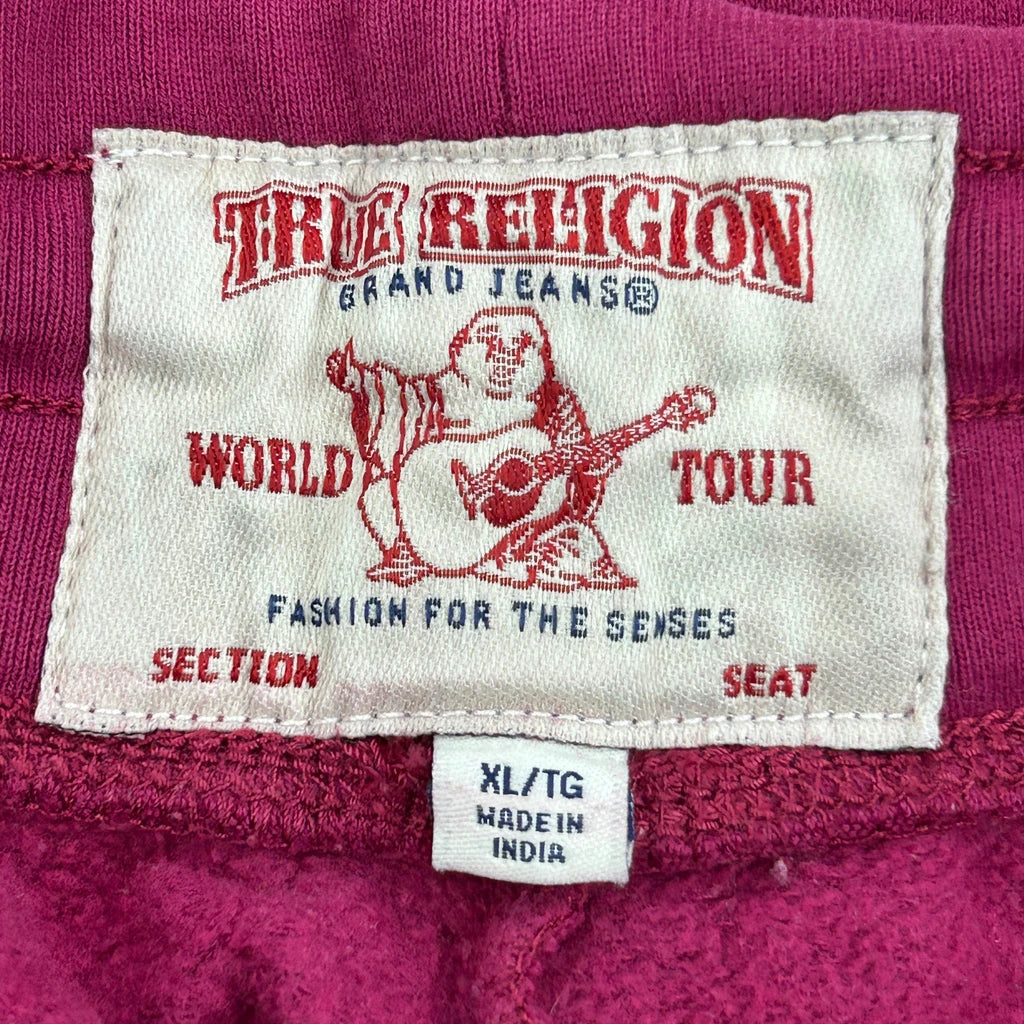 TRUE RELIGION
BRAND JEANS®
WORLD TOUR
FASHION FOR THE SENSES
SECTION SEAT
XL/TG
MADE IN
INDIA